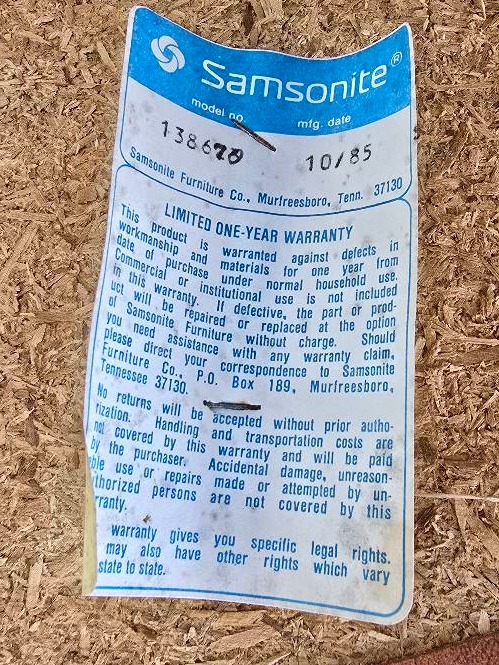 Samsonite®
model no. mfg. date
138670 10/85
Samsonite Furniture Co., Murfreesboro, Tenn. 37130
LIMITED ONE-YEAR WARRANTY
This product is warranted against defects in
workmanship and materials for one year from
date of purchase under normal household use.
Commercial or institutional use is not included
in this warranty. If defective, the part or prod-
uct will be repaired or replaced at the option
of Samsonite Furniture without charge. Should
you need assistance with any warranty claim,
please direct your correspondence to Samsonite
Furniture Co., P.O. Box 189, Murfreesboro,
Tennessee 37130.
No returns will be accepted without prior autho-
rization. Handling and transportation costs are
not covered by this warranty and will be paid
by the purchaser. Accidental damage, unreason-
ble use or repairs made or attempted by un-
thorized persons are not covered by this
rranty.
warranty gives you specific legal rights.
may also have other rights which vary
state to state.